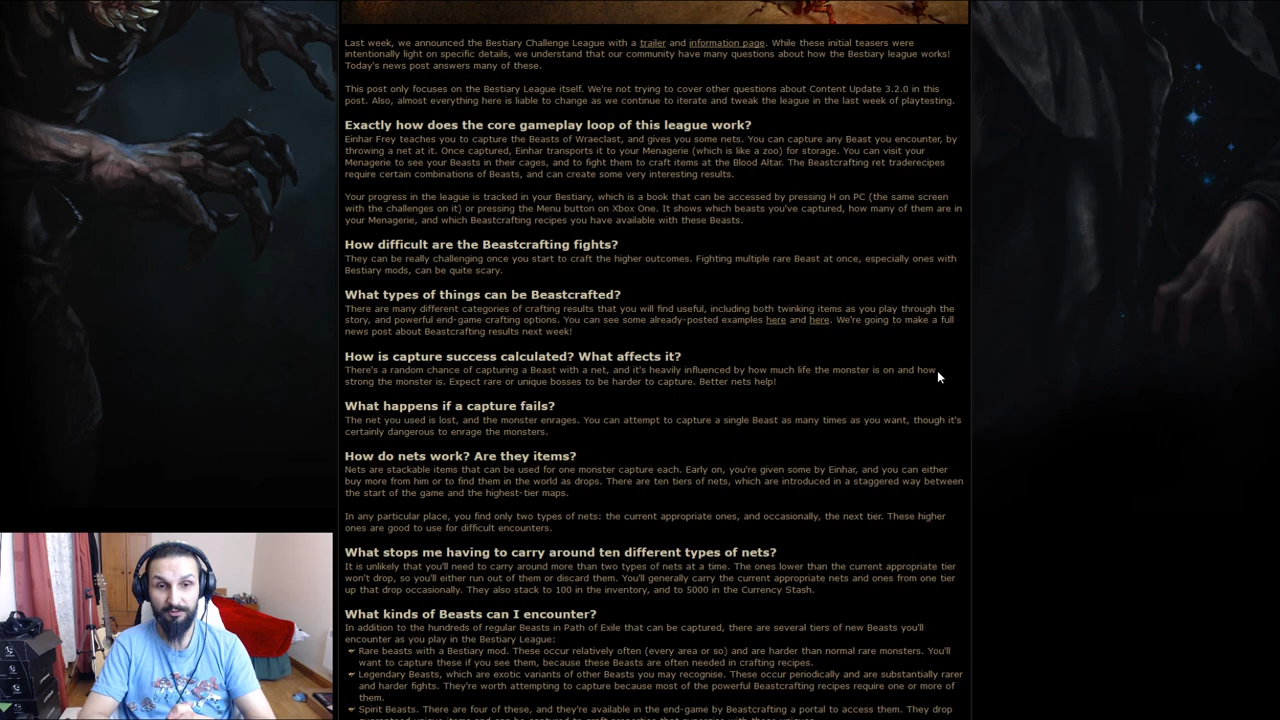 Last week, we announced the Bestiary Challenge League with a trailer and information page. While these initial teasers were
intentionally light on specific details, we understand that our community have many questions about how the Bestiary league works!
Today's news post answers many of these.
This post only focuses on the Bestiary League itself. We're not trying to cover other questions about Content Update 3.2.0 in this
post. Also, almost everything here is liable to change as we continue to iterate and tweak the league in the last week of playtesting.
Exactly how does the core gameplay loop of this league work?
Einhar Frey teaches you to capture the Beasts of Wraeclast, and gives you some nets. You can capture any Beast you encounter, by
throwing a net at it. Once captured, Einhar transports it to your Menagerie (which is like a zoo) for storage. You can visit your
Menagerie to see your Beasts in their cages, and to fight them to craft items at the Blood Altar. The Beastcrafting ret traderecipes
require certain combinations of Beasts, and can create some very interesting results.
Your progress in the league is tracked in your Bestiary, which is a book that can be accessed by pressing H on PC (the same screen
with the challenges on it) or pressing the Menu button on Xbox One. It shows which beasts you've captured, how many of them are in
your Menagerie, and which Beastcrafting recipes you have available with these Beasts.
How difficult are the Beastcrafting fights?
They can be really challenging once you start to craft the higher outcomes. Fighting multiple rare Beast at once, especially ones with
Bestiary mods, can be quite scary.
What types of things can be Beastcrafted?
There are many different categories of crafting results that you will find useful, including both twinking items as you play through the
story, and powerful end-game crafting options. You can see some already-posted examples here and here. We're going to make a full
news post about Beastcrafting results next week!
How is capture success calculated? What affects it?
There's a random chance of capturing a Beast with a net, and it's heavily influenced by how much life the monster is on and how
strong the monster is. Expect rare or unique bosses to be harder to capture. Better nets help!
What happens if a capture fails?
The net you used is lost, and the monster enrages. You can attempt to capture a single Beast as many times as you want, though it's
certainly dangerous to enrage the monsters.
How do nets work? Are they items?
Nets are stackable items that can be used for one monster capture each. Early on, you're given some by Einhar, and you can either
buy more from him or to find them in the world as drops. There are ten tiers of nets, which are introduced in a staggered way between
the start of the game and the highest-tier maps.
In any particular place, you find only two types of nets: the current appropriate ones, and occasionally, the next tier. These higher
ones are good to use for difficult encounters.
What stops me having to carry around ten different types of nets?
It is unlikely that you'll need to carry around more than two types of nets at a time. The ones lower than the current appropriate tier
won't drop, so you'll either run out of them or discard them. You'll generally carry the current appropriate nets and ones from one tier
up that drop occasionally. They also stack to 100 in the inventory, and to 5000 in the Currency Stash.
What kinds of Beasts can I encounter?
In addition to the hundreds of regular Beasts in Path of Exile that can be captured, there are several tiers of new Beasts you'll
encounter as you play in the Bestiary League:
Rare beasts with a Bestiary mod. These occur relatively often (every area or so) and are harder than normal rare monsters. You'll
want to capture these if you see them, because these Beasts are often needed in crafting recipes.
Legendary Beasts, which are exotic variants of other Beasts you may recognise. These occur periodically and are substantially rarer
and harder fights. They're worth attempting to capture because most of the powerful Beastcrafting recipes require one or more of
them.
Spirit Beasts. There are four of these, and they're available in the end-game by Beastcrafting a portal to access them. They drop